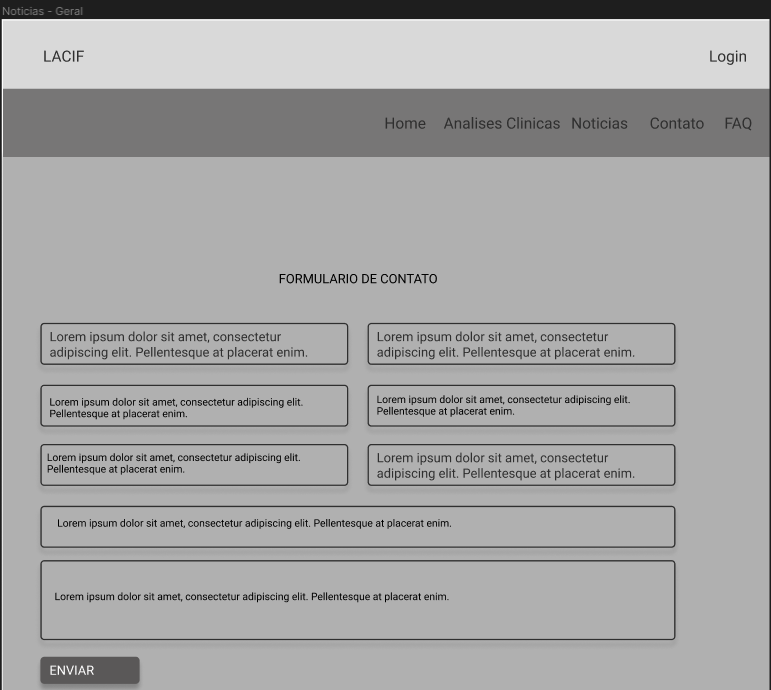 Noticias - Geral
LACIF
Login
Home
Analises Clinicas
Noticias
Contato
FAQ
FORMULARIO DE CONTATO
Lorem ipsum dolor sit amet, consectetur
adipiscing elit. Pellentesque at placerat enim.
Lorem ipsum dolor sit amet, consectetur
adipiscing elit. Pellentesque at placerat enim.
Lorem ipsum dolor sit amet, consectetur adipiscing elit.
Pellentesque at placerat enim.
Lorem ipsum dolor sit amet, consectetur adipiscing elit.
Pellentesque at placerat enim.
Lorem ipsum dolor sit amet, consectetur adipiscing elit.
Pellentesque at placerat enim.
Lorem ipsum dolor sit amet, consectetur
adipiscing elit. Pellentesque at placerat enim.
Lorem ipsum dolor sit amet, consectetur adipiscing elit. Pellentesque at placerat enim.
Lorem ipsum dolor sit amet, consectetur adipiscing elit. Pellentesque at placerat enim.
ENVIAR